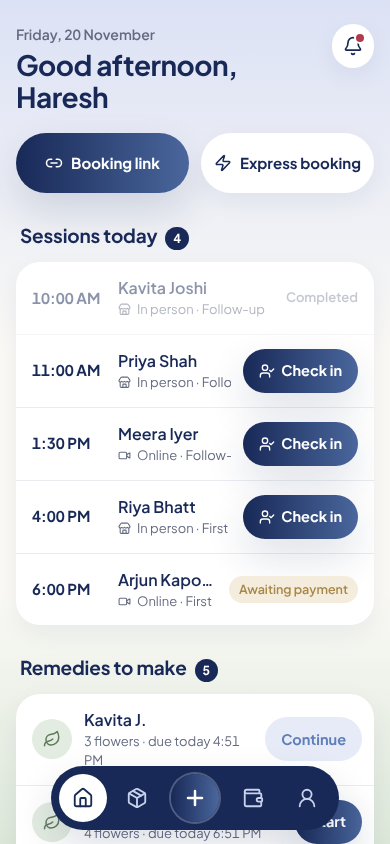 Friday, 20 November
Good afternoon,
Haresh
Booking link
Express booking
Sessions today 4
10:00 AM Kavita Joshi Completed
In person · Follow-up
11:00 AM Priya Shah Check in
In person · Follo
1:30 PM Meera Iyer Check in
Online · Follow-
4:00 PM Riya Bhatt Check in
In person · First
6:00 PM Arjun Kapo... Awaiting payment
Online · First
Remedies to make 5
Kavita J. Continue
3 flowers · due today 4:51
PM
4 flowers · due today 6:51 PM